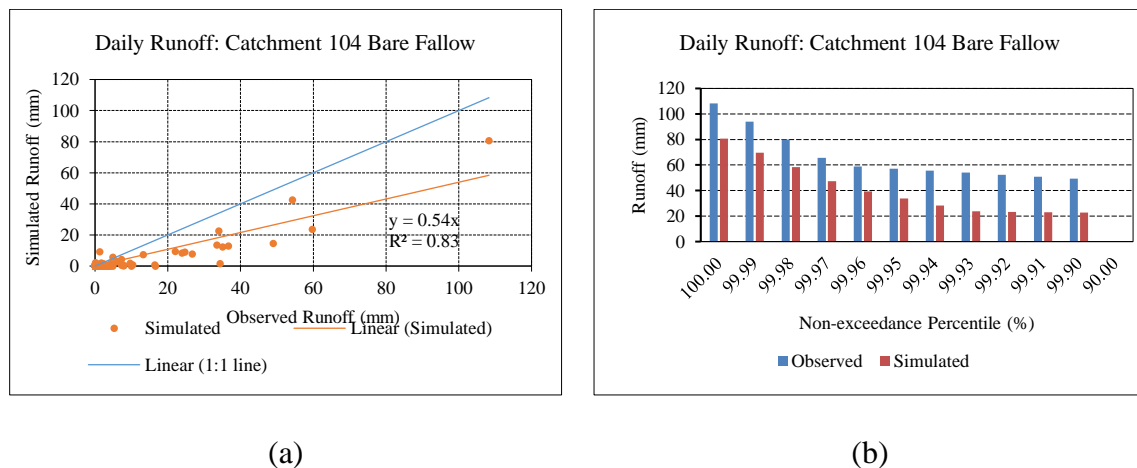 Daily Runoff: Catchment 104 Bare Fallow
Simulated Runoff (mm)
120
100
80
60
40
20
0
y = 0.54x
R² = 0.83
0 20 40 60 80 100 120
Observed Runoff (mm)
Simulated
Linear (Simulated)
Linear (1:1 line)
(a)
Daily Runoff: Catchment 104 Bare Fallow
Runoff (mm)
120
100
80
60
40
20
0
100.00 99.99 99.98 99.97 99.96 99.95 99.94 99.93 99.92 99.91 99.90 90.00
Non-exceedance Percentile (%)
Observed Simulated
(b)